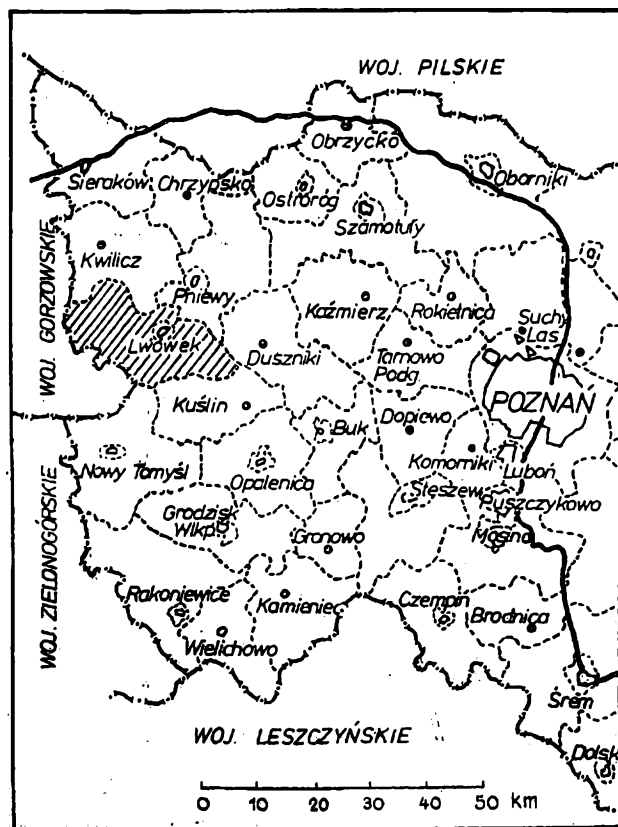 WOJ. PILSKIE
Obrzycko
Oborniki
Sieraków
Chrzypsko
Ostroróg
Szamotuły
WOJ. GORZOWSKIE
Kwilicz
Pniewy
Kaźmierz
Rokietnica
Suchy
Las
Lwówek
Duszniki
Tarnowo
Podg.
POZNAŃ
Kuślin
Buk
Dopiewo
Komorniki
Luboń
Nowy Tomyśl
Opalenica
Stęszew
Puszczykowo
WOJ. ZIELONOGÓRSKIE
Grodzisk
Wlkp.
Gronowo
Mosina
Rakoniewice
Kamieniec
Czempiń
Brodnica
Wielichowo
Śrem
WOJ. LESZCZYŃSKIE
Dolsk
0 10 20 30 40 50 km